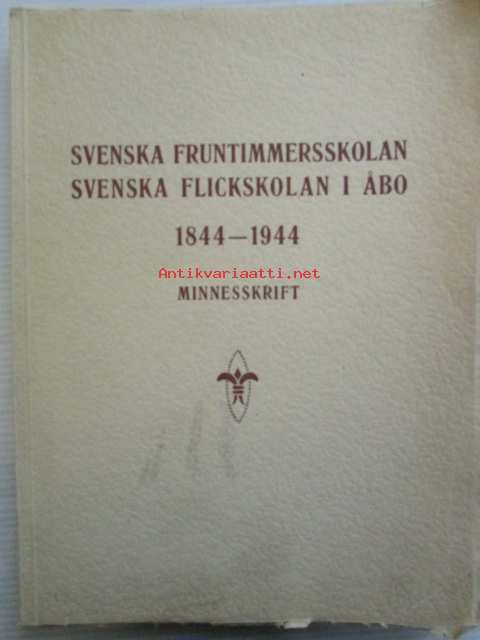 SVENSKA FRUNTIMMERSSKOLAN
SVENSKA FLICKSKOLAN I ÅBO
1844—1944
Antikvariaatti.net
MINNESSKRIFT